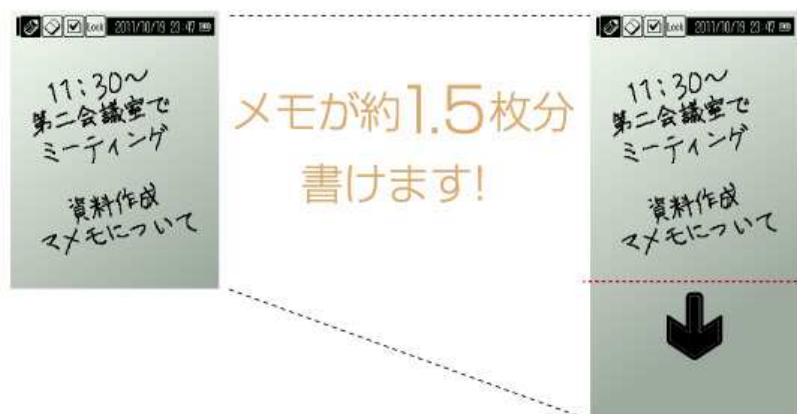 Lock 2011/10/19 23:47
11:30～
第二会議室で
ミーティング
資料作成
マメモについて
メモが約1.5枚分
書けます!
Lock 2011/10/19 23:47
11:30～
第二会議室で
ミーティング
資料作成
マメモについて